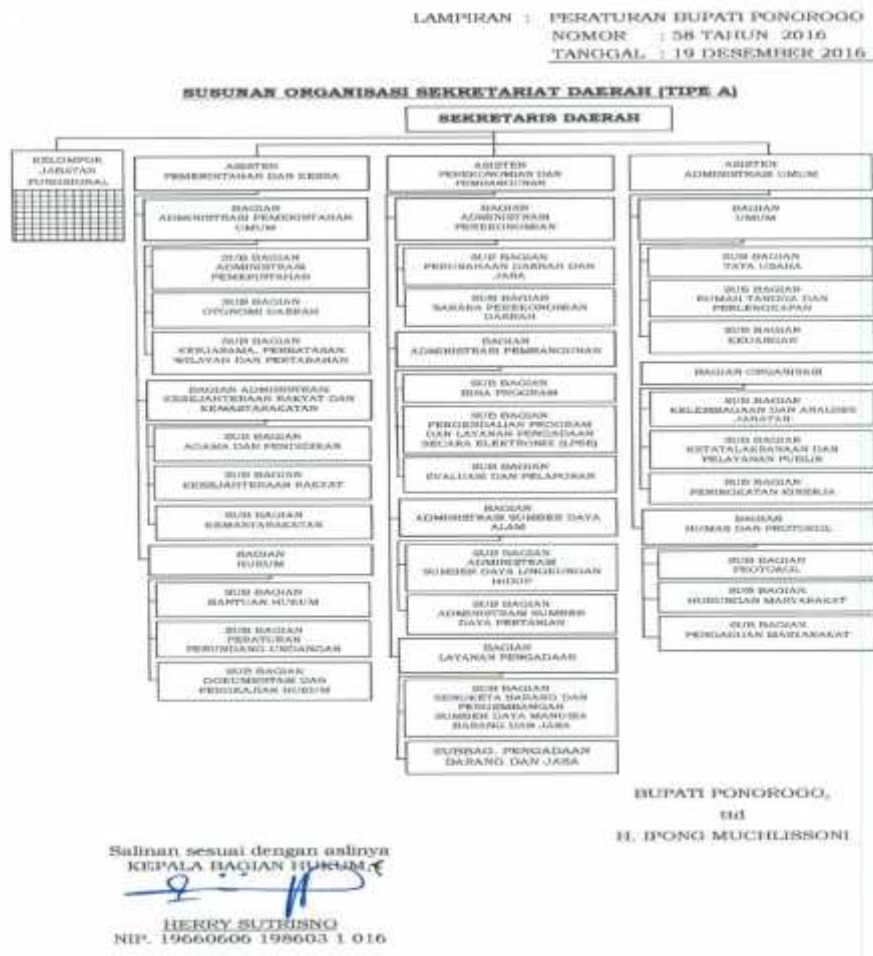 LAMPIRAN : PERATURAN BUPATI PONOROGO
NOMOR : 58 TAHUN 2016
TANGGAL : 19 DESEMBER 2016
SUSUNAN ORGANISASI SEKRETARIAT DAERAH (TIPE A)
SEKRETARIS DAERAH
KELOMPOK
JABATAN
FUNGSIONAL
ASISTEN
PEMERINTAHAN DAN KESRA
BAGIAN
ADMINISTRASI PEMERINTAHAN
UMUM
SUB BAGIAN
ADMINISTRASI
PEMERINTAHAN
SUB BAGIAN
OTONOMI DAERAH
SUB BAGIAN
KERJASAMA, PERBATASAN
WILAYAH DAN PERTANAHAN
BAGIAN ADMINISTRASI
KESEJAHTERAAN RAKYAT DAN
KEMASYARAKATAN
SUB BAGIAN
AGAMA DAN PENDIDIKAN
SUB BAGIAN
KESEJAHTERAAN RAKYAT
SUB BAGIAN
KEMASYARAKATAN
BAGIAN
HUKUM
SUB BAGIAN
BANTUAN HUKUM
SUB BAGIAN
PERATURAN
PERUNDANG UNDANGAN
SUB BAGIAN
DOKUMENTASI DAN
PENGKAJIAN HUKUM
ASISTEN
PEREKONOMIAN DAN
PEMBANGUNAN
BAGIAN
ADMINISTRASI
PEREKONOMIAN
SUB BAGIAN
PERUSAHAAN DAERAH DAN
JASA
SUB BAGIAN
SARANA PEREKONOMIAN
DAERAH
BAGIAN
ADMINISTRASI PEMBANGUNAN
SUB BAGIAN
BINA PROGRAM
SUB BAGIAN
PENGENDALIAN PROGRAM
DAN LAYANAN PENGADAAN
SECARA ELEKTRONIK (LPSE)
SUB BAGIAN
EVALUASI DAN PELAPORAN
BAGIAN
ADMINISTRASI SUMBER DAYA
ALAM
SUB BAGIAN
ADMINISTRASI
SUMBER DAYA LINGKUNGAN
HIDUP
SUB BAGIAN
ADMINISTRASI SUMBER
DAYA PERTANIAN
BAGIAN
LAYANAN PENGADAAN
SUB BAGIAN
SENGKETA BARANG DAN
PENGEMBANGAN
SUMBER DAYA MANUSIA
BARANG DAN JASA
SUBBAG. PENGADAAN
BARANG DAN JASA
ASISTEN
ADMINISTRASI UMUM
BAGIAN
UMUM
SUB BAGIAN
TATA USAHA
SUB BAGIAN
RUMAH TANGGA DAN
PERLENGKAPAN
SUB BAGIAN
KEUANGAN
BAGIAN ORGANISASI
SUB BAGIAN
KELEMBAGAAN DAN ANALISIS
JABATAN
SUB BAGIAN
KETATALAKSANAAN DAN
PELAYANAN PUBLIK
SUB BAGIAN
PENINGKATAN KINERJA
BAGIAN
HUMAS DAN PROTOKOL
SUB BAGIAN
PROTOKOL
SUB BAGIAN
HUBUNGAN MASYARAKAT
SUB BAGIAN
PENGADUAN MASYARAKAT
BUPATI PONOROGO,
ttd
H. IPONG MUCHLISSONI
Salinan sesuai dengan aslinya
KEPALA BAGIAN HUKUM,
HERRY SUTRISNO
NIP. 19660606 198603 1 016